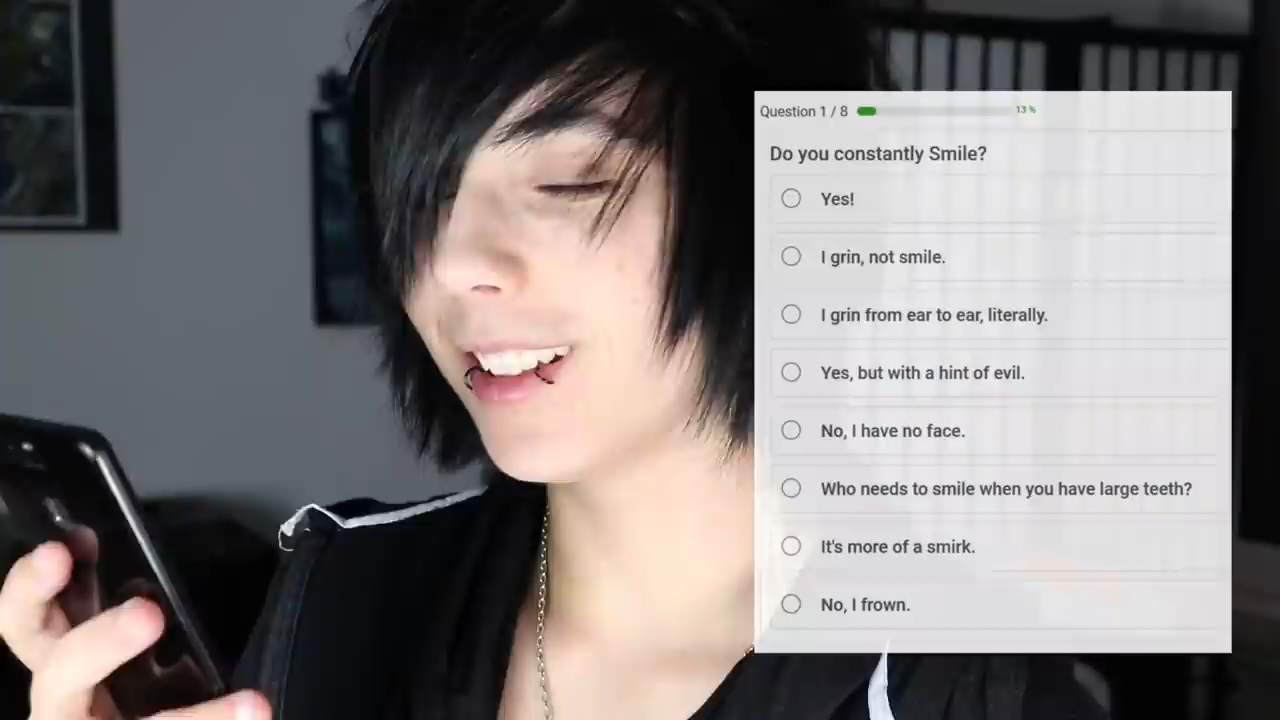 Question 1 / 8
13 %
Do you constantly Smile?
Yes!
I grin, not smile.
I grin from ear to ear, literally.
Yes, but with a hint of evil.
No, I have no face.
Who needs to smile when you have large teeth?
It's more of a smirk.
No, I frown.